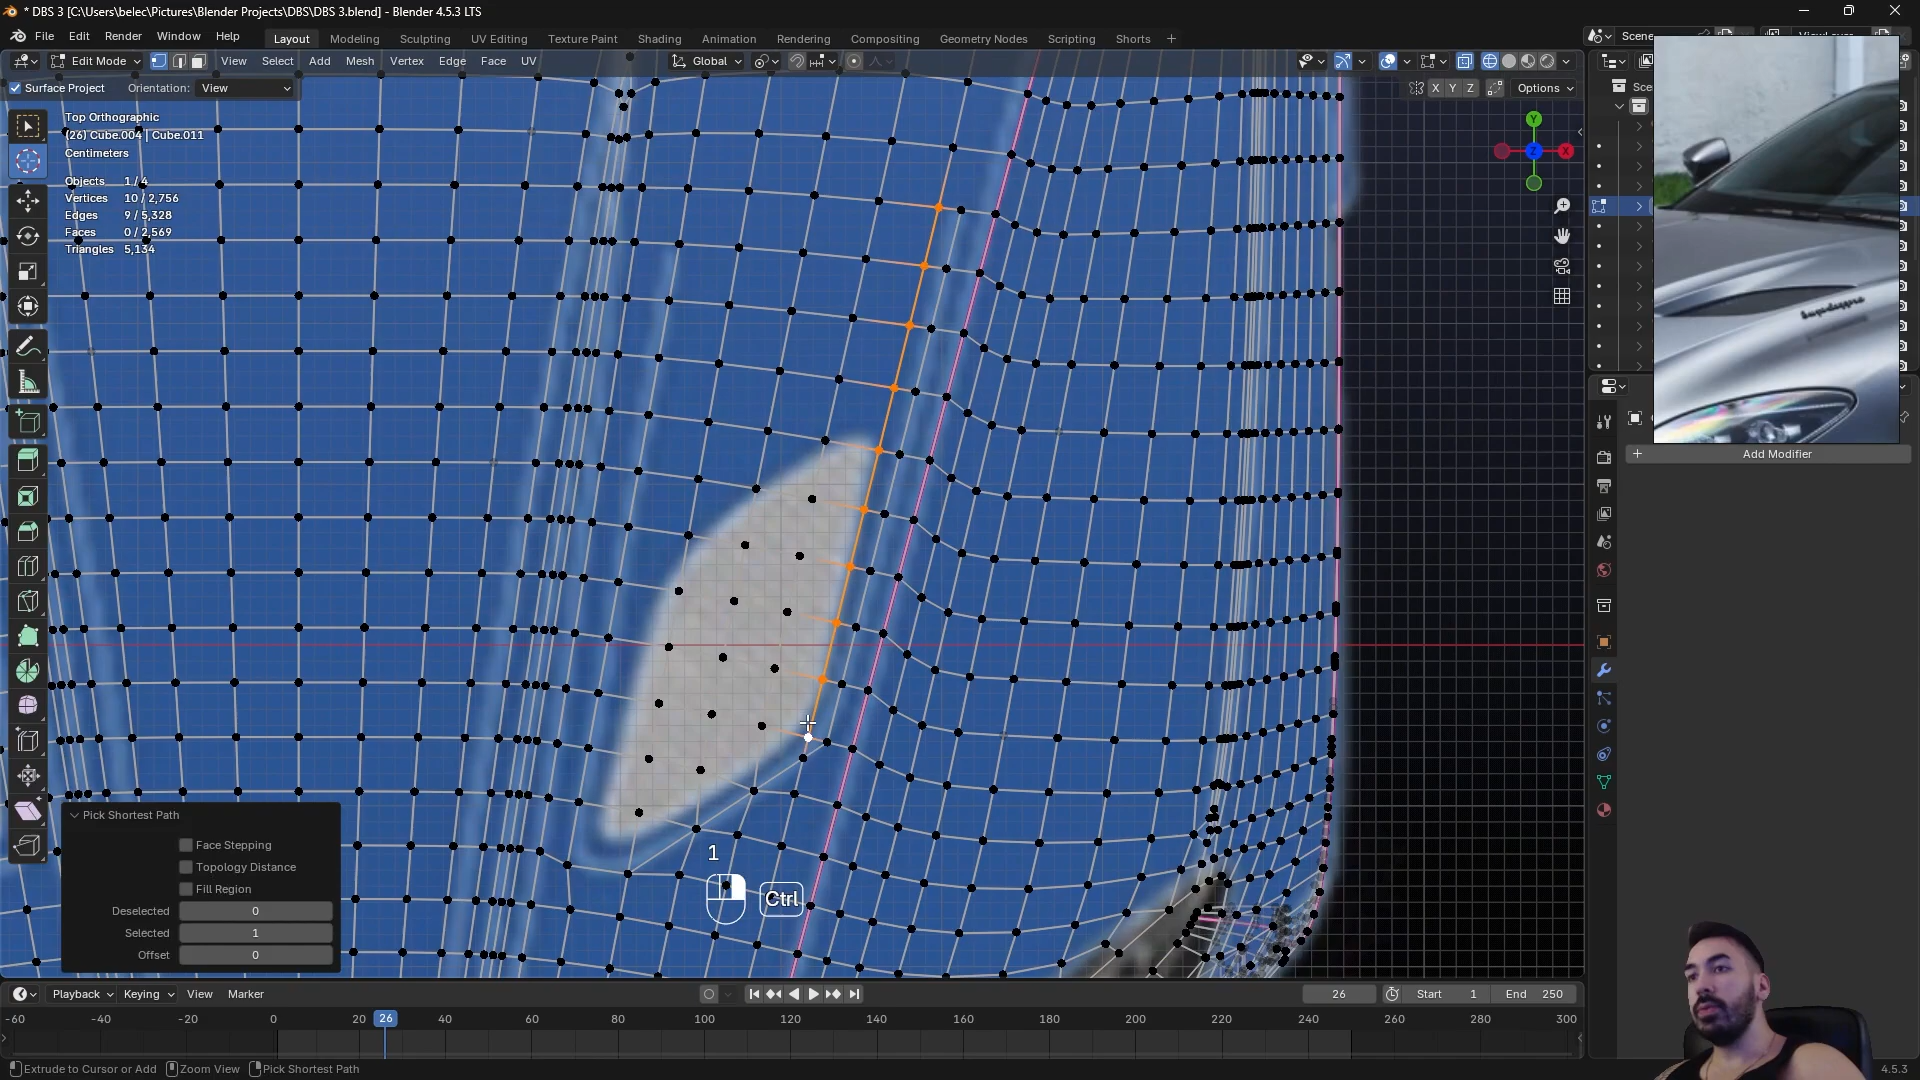 * DBS 3 [C:\Users\belec\Pictures\Blender Projects\DBS\DBS 3.blend] - Blender 4.5.3 LTS
File Edit Render Window Help
Layout Modeling Sculpting UV Editing Texture Paint Shading Animation Rendering Compositing Geometry Nodes Scripting Shorts +
Scene
Edit Mode View Select Add Mesh Vertex Edge Face UV
Global
Surface Project Orientation: View
X Y Z Options
Top Orthographic
(26) Cube.004 | Cube.011
Centimeters
Objects 1 / 4
Vertices 10 / 2,756
Edges 9 / 5,328
Faces 0 / 2,569
Triangles 5,134
Y
Z
X
Add Modifier
Pick Shortest Path
Face Stepping
Topology Distance
Fill Region
Deselected 0
Selected 1
Offset 0
1
Ctrl
Playback Keying View Marker
26 Start 1 End 250
-60 -40 -20 0 20 26 40 60 80 100 120 140 160 180 200 220 240 260 280 300
Extrude to Cursor or Add Zoom View Pick Shortest Path
4.5.3